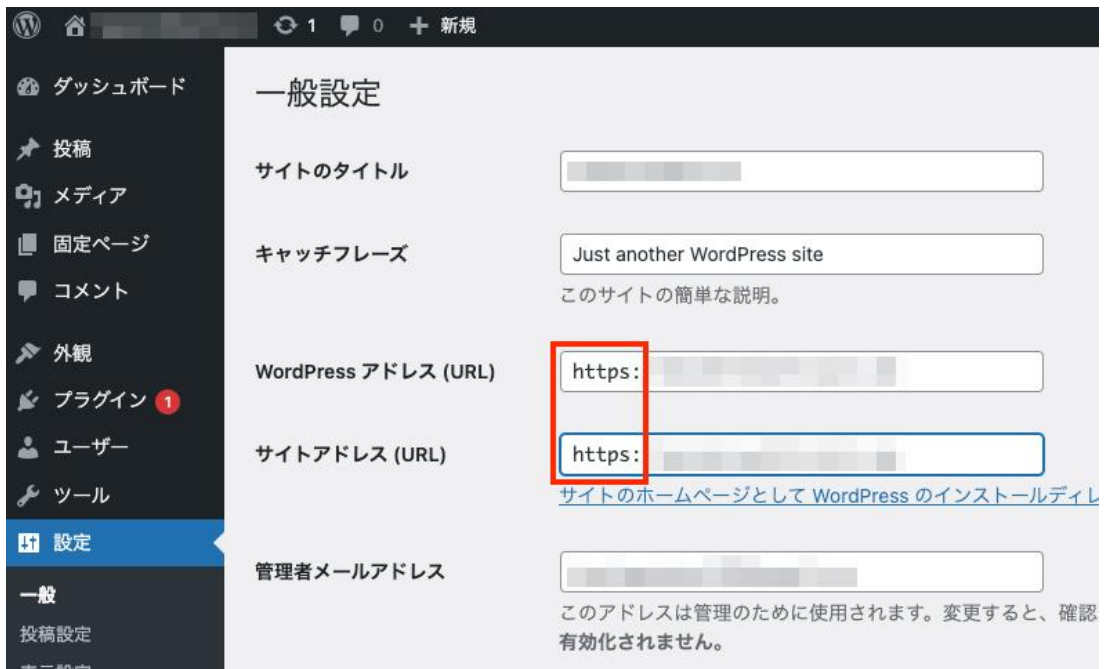 1 0 新規
ダッシュボード
投稿
メディア
固定ページ
コメント
外観
プラグイン 1
ユーザー
ツール
設定
一般
投稿設定
一般設定
サイトのタイトル
キャッチフレーズ
Just another WordPress site
このサイトの簡単な説明。
WordPress アドレス (URL)
https:
サイトアドレス (URL)
https:
サイトのホームページとして WordPress のインストールディレ
管理者メールアドレス
このアドレスは管理のために使用されます。変更すると、確認
有効化されません。